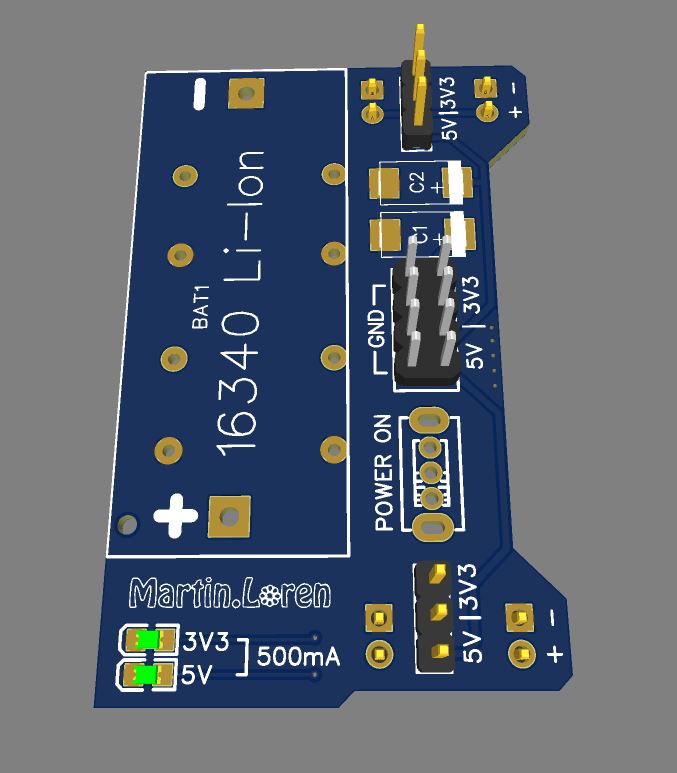 5V|3V3
-
+
C2
+
C1
+
BAT1
16340 Li-Ion
GND
5V | 3V3
POWER ON
Martin.Loren
5V|3V3
-
+
3V3
5V
500mA